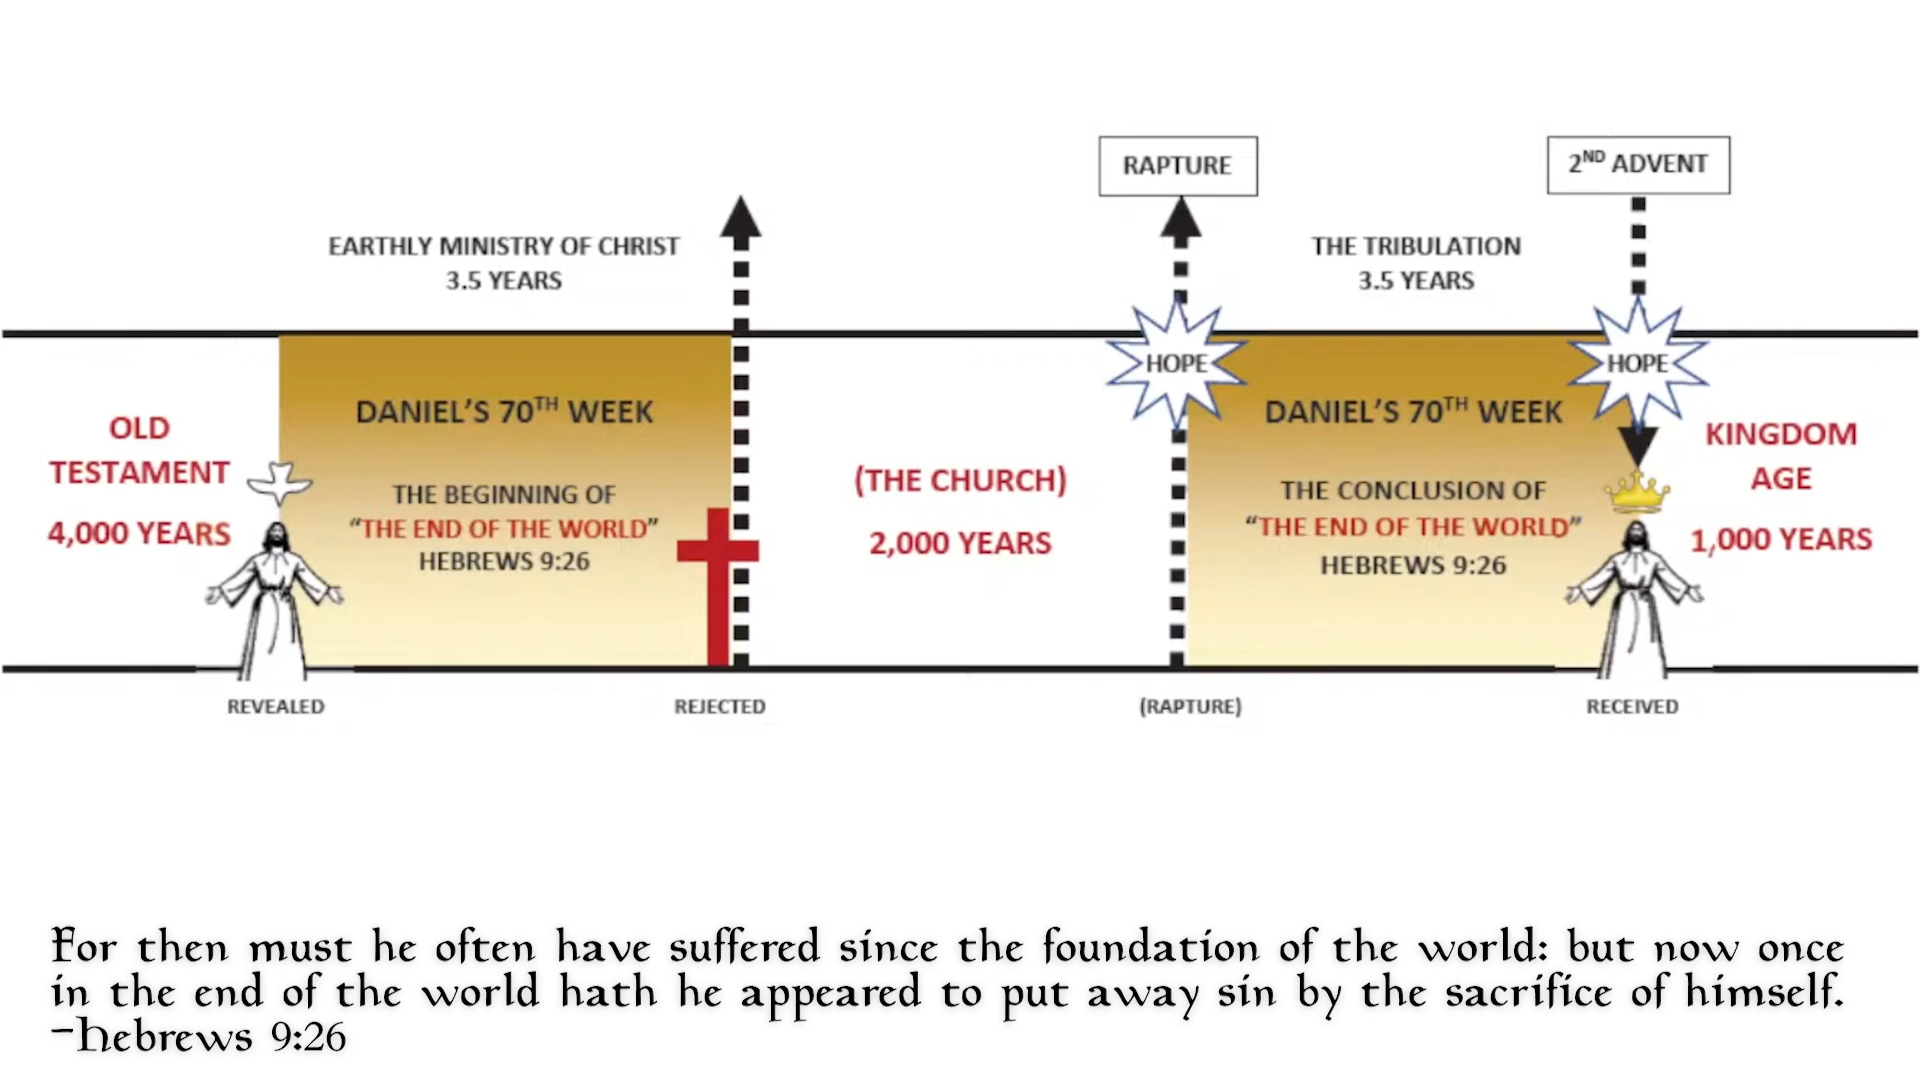 RAPTURE
2ND ADVENT
EARTHLY MINISTRY OF CHRIST
3.5 YEARS
THE TRIBULATION
3.5 YEARS
OLD
TESTAMENT
4,000 YEARS
DANIEL'S 70TH WEEK
THE BEGINNING OF
“THE END OF THE WORLD”
HEBREWS 9:26
(THE CHURCH)
2,000 YEARS
HOPE
DANIEL'S 70TH WEEK
THE CONCLUSION OF
“THE END OF THE WORLD”
HEBREWS 9:26
HOPE
KINGDOM
AGE
1,000 YEARS
REVEALED
REJECTED
(RAPTURE)
RECEIVED
For then must he often have suffered since the foundation of the world: but now once
in the end of the world hath he appeared to put away sin by the sacrifice of himself.
-Hebrews 9:26